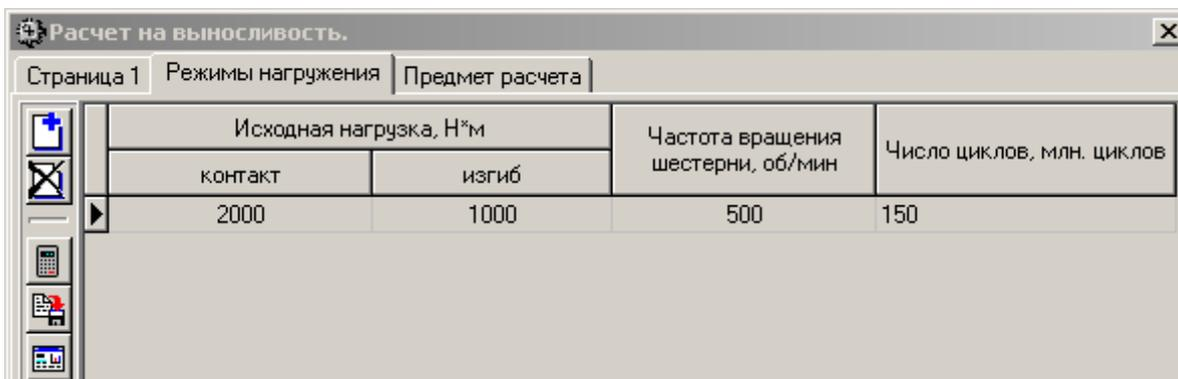 Расчет на выносливость.
Страница 1 Режимы нагружения Предмет расчета
Исходная нагрузка, Н*м
контакт изгиб
Частота вращения
шестерни, об/мин
Число циклов, млн. циклов
2000 1000 500 150